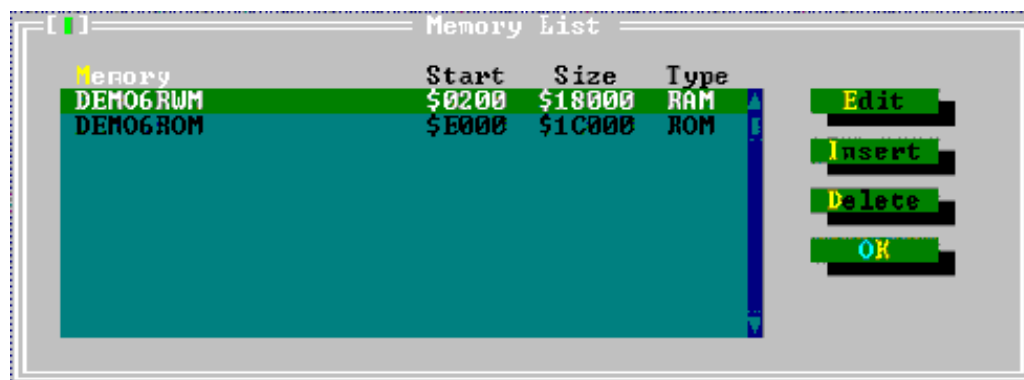 Memory List
Memory Start Size Type
DEMO6RWM $0200 $18000 RAM
DEMO6ROM $E000 $1C000 ROM
Edit
Insert
Delete
OK